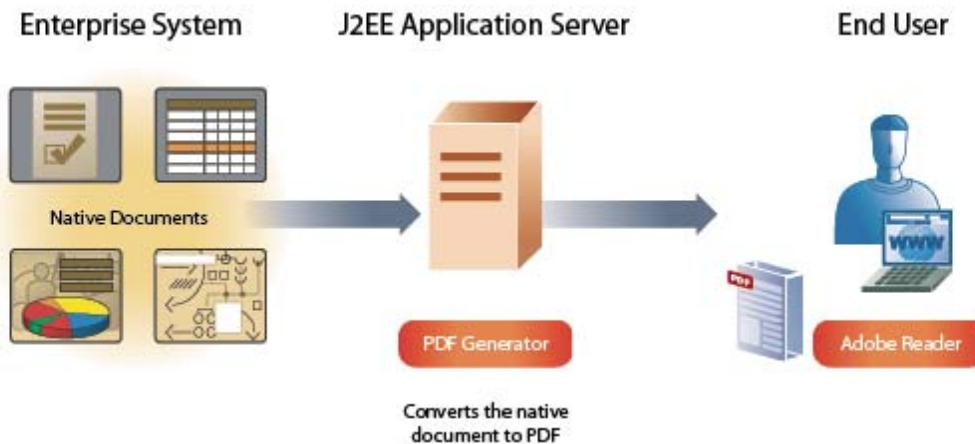 Enterprise System
J2EE Application Server
End User
Native Documents
WWW
PDF
PDF Generator
Adobe Reader
Converts the native
document to PDF